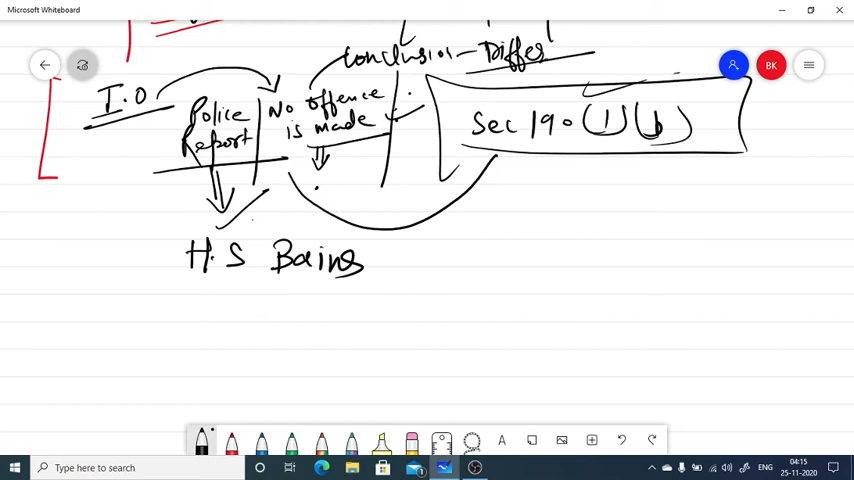 Microsoft Whiteboard
Conclusion - Differ
I.O
Police
Report
No offence
is made
Sec 190 (1) (b)
H.S Bains
BK
A
Type here to search
1
ENG
04:15
25-11-2020